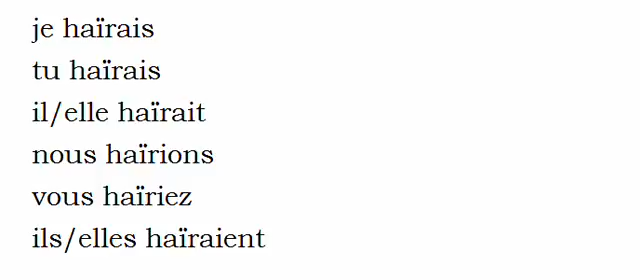 je haïrais
tu haïrais
il/elle haïrait
nous haïrions
vous haïriez
ils/elles haïraient